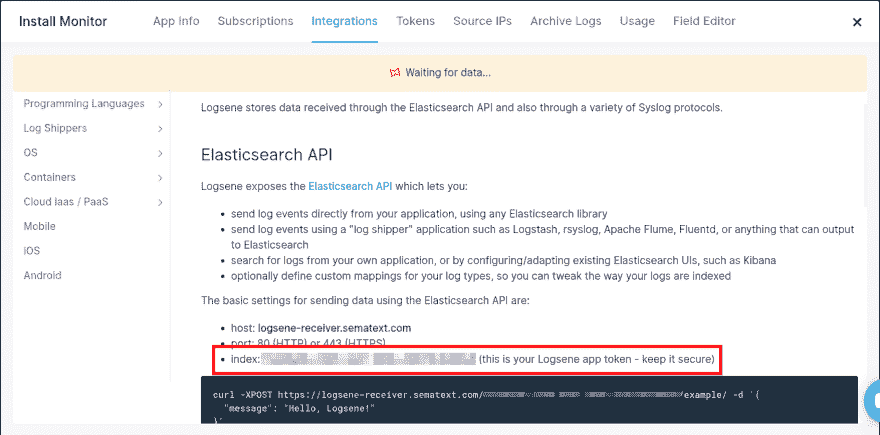 Install Monitor App info Subscriptions Integrations Tokens Source IPs Archive Logs Usage Field Editor
Waiting for data...
Programming Languages
Log Shippers
OS
Containers
Cloud Iaas / PaaS
Mobile
iOS
Android
Logsene stores data received through the Elasticsearch API and also through a variety of Syslog protocols.
Elasticsearch API
Logsene exposes the Elasticsearch API which lets you:
send log events directly from your application, using any Elasticsearch library
send log events using a "log shipper" application such as Logstash, rsyslog, Apache Flume, Fluentd, or anything that can output
to Elasticsearch
search for logs from your own application, or by configuring/adapting existing Elasticsearch UIs, such as Kibana
optionally define custom mappings for your log types, so you can tweak the way your logs are indexed
The basic settings for sending data using the Elasticsearch API are:
host: logsene-receiver.sematext.com
port: 80 (HTTP) or 443 (HTTPS)
index: (this is your Logsene app token - keep it secure)
curl -XPOST https://logsene-receiver.sematext.com/ /example/ -d '{
"message": "Hello, Logsene!"
}'